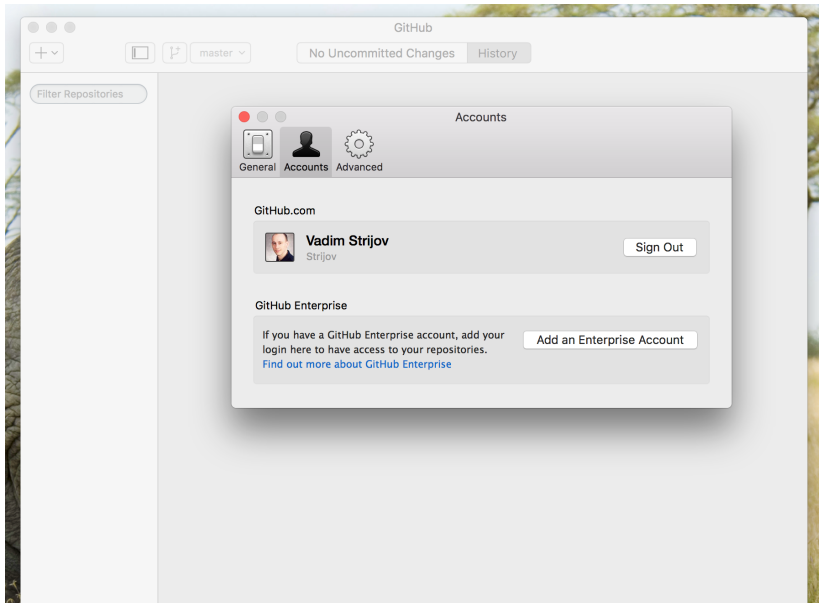 GitHub
master
No Uncommitted Changes
History
Filter Repositories
Accounts
General
Accounts
Advanced
GitHub.com
Vadim Strijov
Strijov
Sign Out
GitHub Enterprise
If you have a GitHub Enterprise account, add your
login here to have access to your repositories.
Find out more about GitHub Enterprise
Add an Enterprise Account